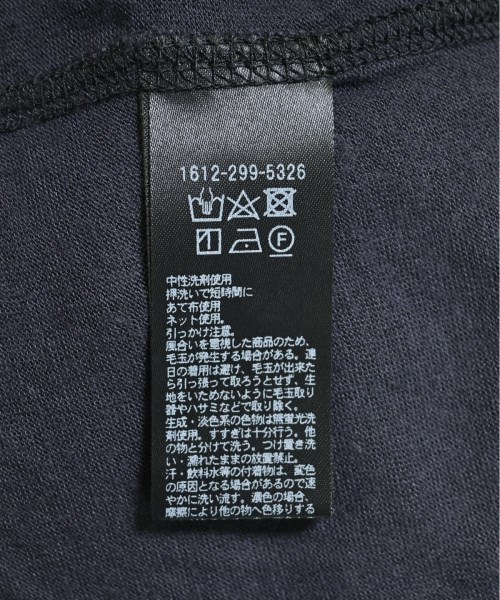 1612-299-5326
F
中性洗剤使用
押洗いで短時間に
あて布使用
ネット使用。
引っかけ注意。
風合いを重視した商品のため、
毛玉が発生する場合がある。連
日の着用は避け、毛玉が出来た
ら引っ張って取ろうとせず、生
地をいためないように毛玉取り
器やハサミなどで取り除く。
生成・淡色系の色物は無蛍光洗
剤使用。すすぎは十分行う。他
の物と分けて洗う。つけ置き洗
い・濡れたままの放置禁止。
汗・飲料水等の付着物は、変色
の原因となる場合があるので速
やかに洗い流す。濃色の場合、
摩擦により他の物へ色移りする